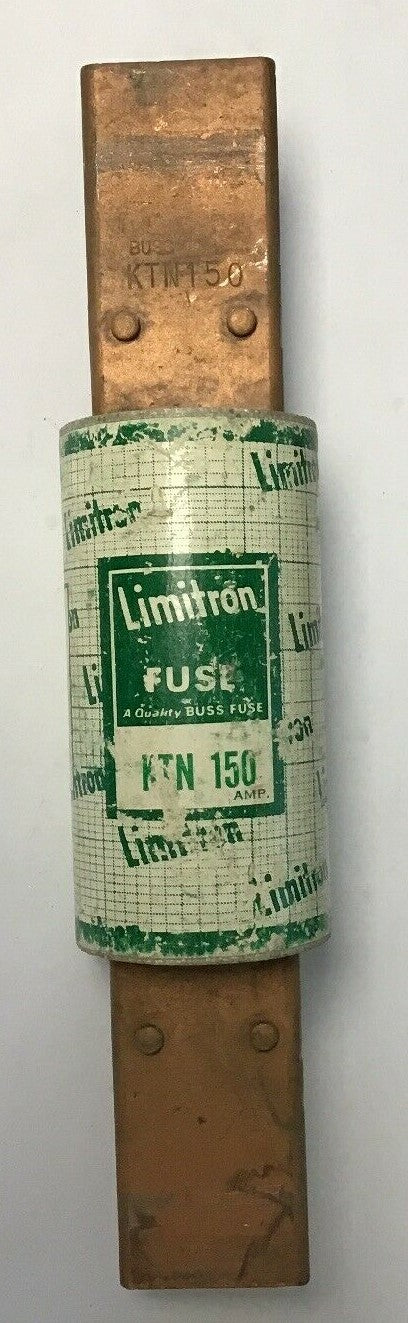 BUSS
KTN150
Limitron
Limitron
Limitron
FUSE
A Quality BUSS FUSE
KTN 150
AMP.
Limitron
Limitron